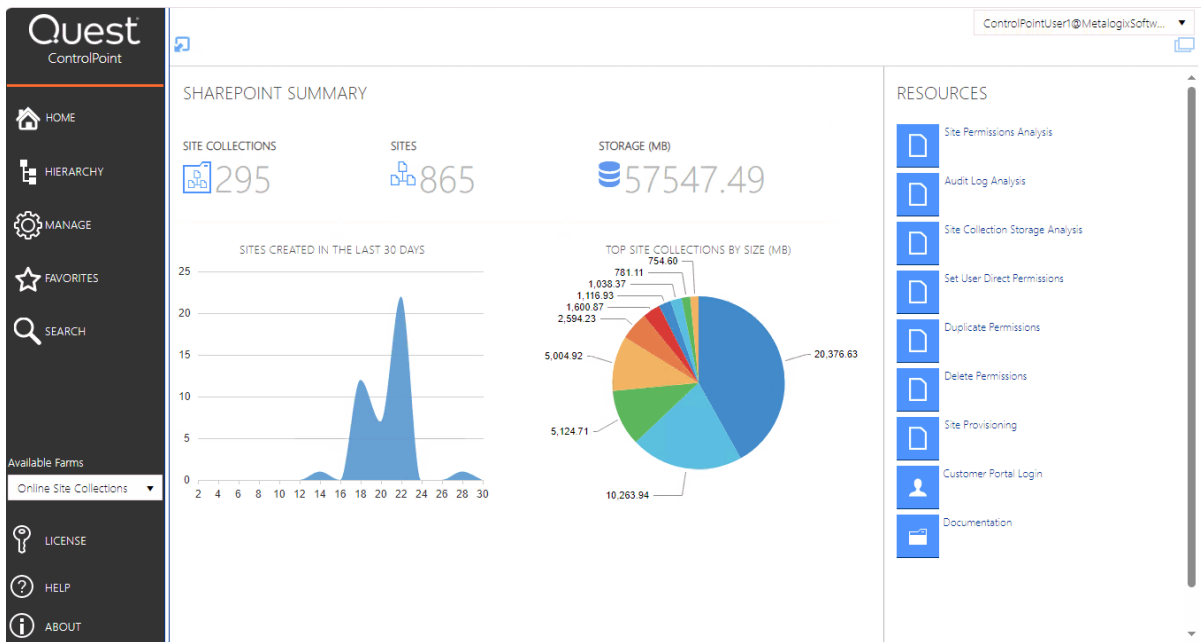 Quest
ControlPoint
HOME
HIERARCHY
MANAGE
FAVORITES
SEARCH
Available Farms
Online Site Collections
LICENSE
HELP
ABOUT
ControlPointUser1@MetalogixSoftw...
SHAREPOINT SUMMARY
SITE COLLECTIONS
295
SITES
865
STORAGE (MB)
57547.49
SITES CREATED IN THE LAST 30 DAYS
25
20
15
10
5
0
2 4 6 8 10 12 14 16 18 20 22 24 26 28 30
TOP SITE COLLECTIONS BY SIZE (MB)
754.60
781.11
1,038.37
1,116.93
1,600.87
2,594.23
5,004.92
20,376.63
5,124.71
10,263.94
RESOURCES
Site Permissions Analysis
Audit Log Analysis
Site Collection Storage Analysis
Set User Direct Permissions
Duplicate Permissions
Delete Permissions
Site Provisioning
Customer Portal Login
Documentation